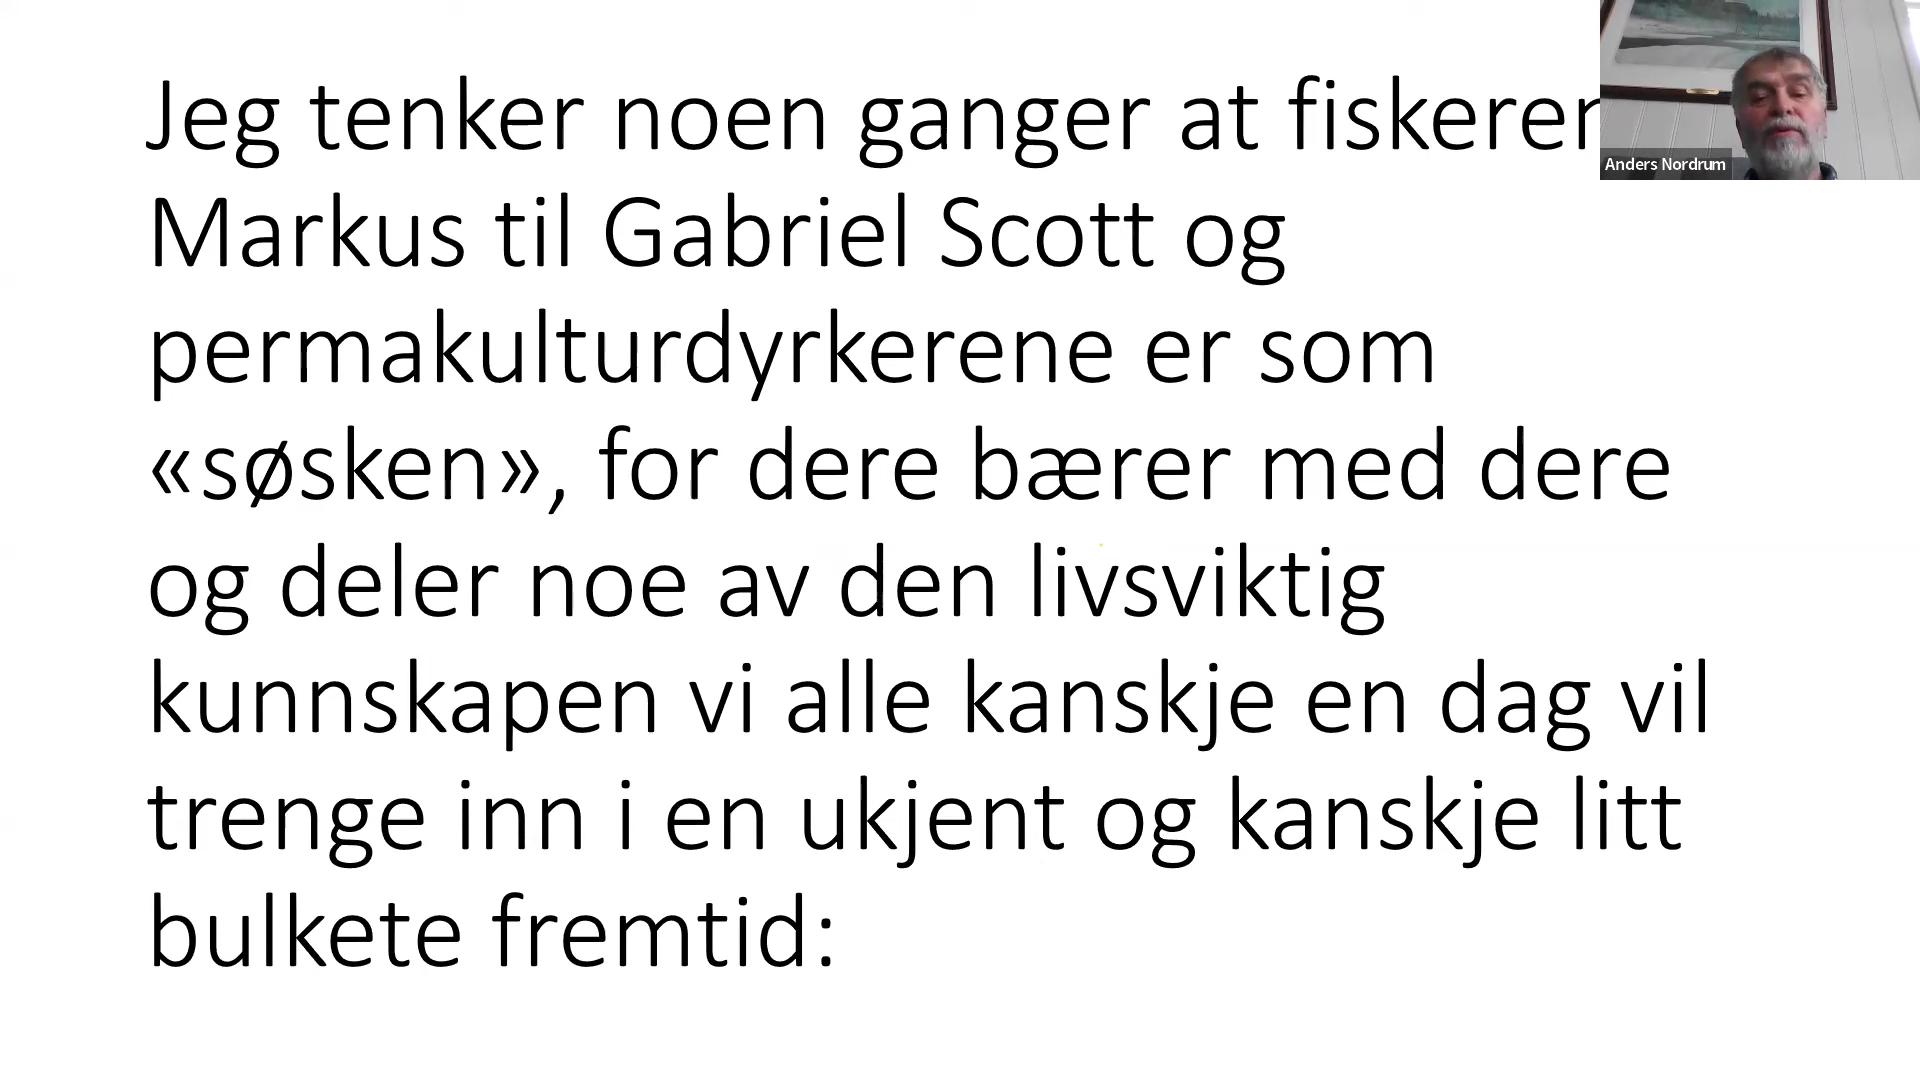 Jeg tenker noen ganger at fiskeren
Markus til Gabriel Scott og
permakulturdyrkerene er som
«søsken», for dere bærer med dere
og deler noe av den livsviktig
kunnskapen vi alle kanskje en dag vil
trenge inn i en ukjent og kanskje litt
bulkete fremtid:
Anders Nordrum